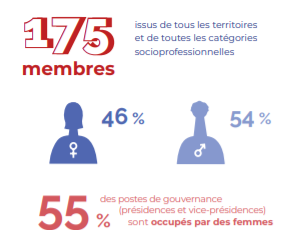 175
membres
issus de tous les territoires
et de toutes les catégories
socioprofessionnelles
46 %
54 %
55 %
des postes de gouvernance
(présidences et vice-présidences)
sont occupés par des femmes